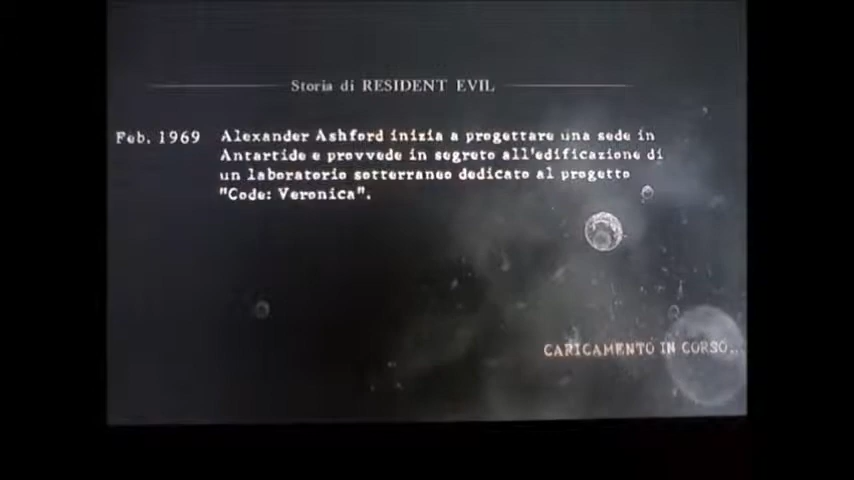 Storia di RESIDENT EVIL
Feb. 1969 Alexander Ashford inizia a progettare una sede in
Antartide e provvede in segreto all'edificazione di
un laboratorio sotterraneo dedicato al progetto
"Code: Veronica".
CARICAMENTO IN CORSO...